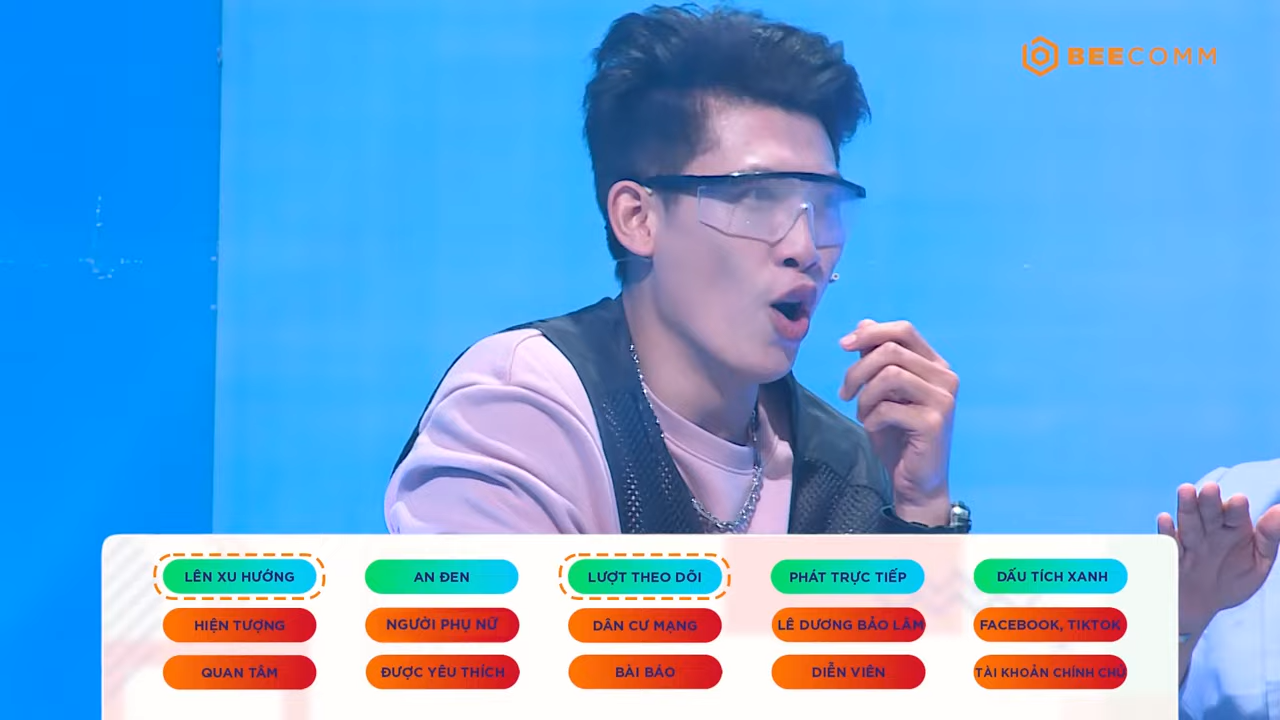 BEECOMM
LÊN XU HƯỚNG
AN ĐEN
LƯỢT THEO DÕI
PHÁT TRỰC TIẾP
DẤU TÍCH XANH
HIỆN TƯỢNG
NGƯỜI PHỤ NỮ
DÂN CƯ MẠNG
LÊ DƯƠNG BẢO LÂM
FACEBOOK, TIKTOK
QUAN TÂM
ĐƯỢC YÊU THÍCH
BÀI BÁO
DIỄN VIÊN
TÀI KHOẢN CHÍNH CHỦ